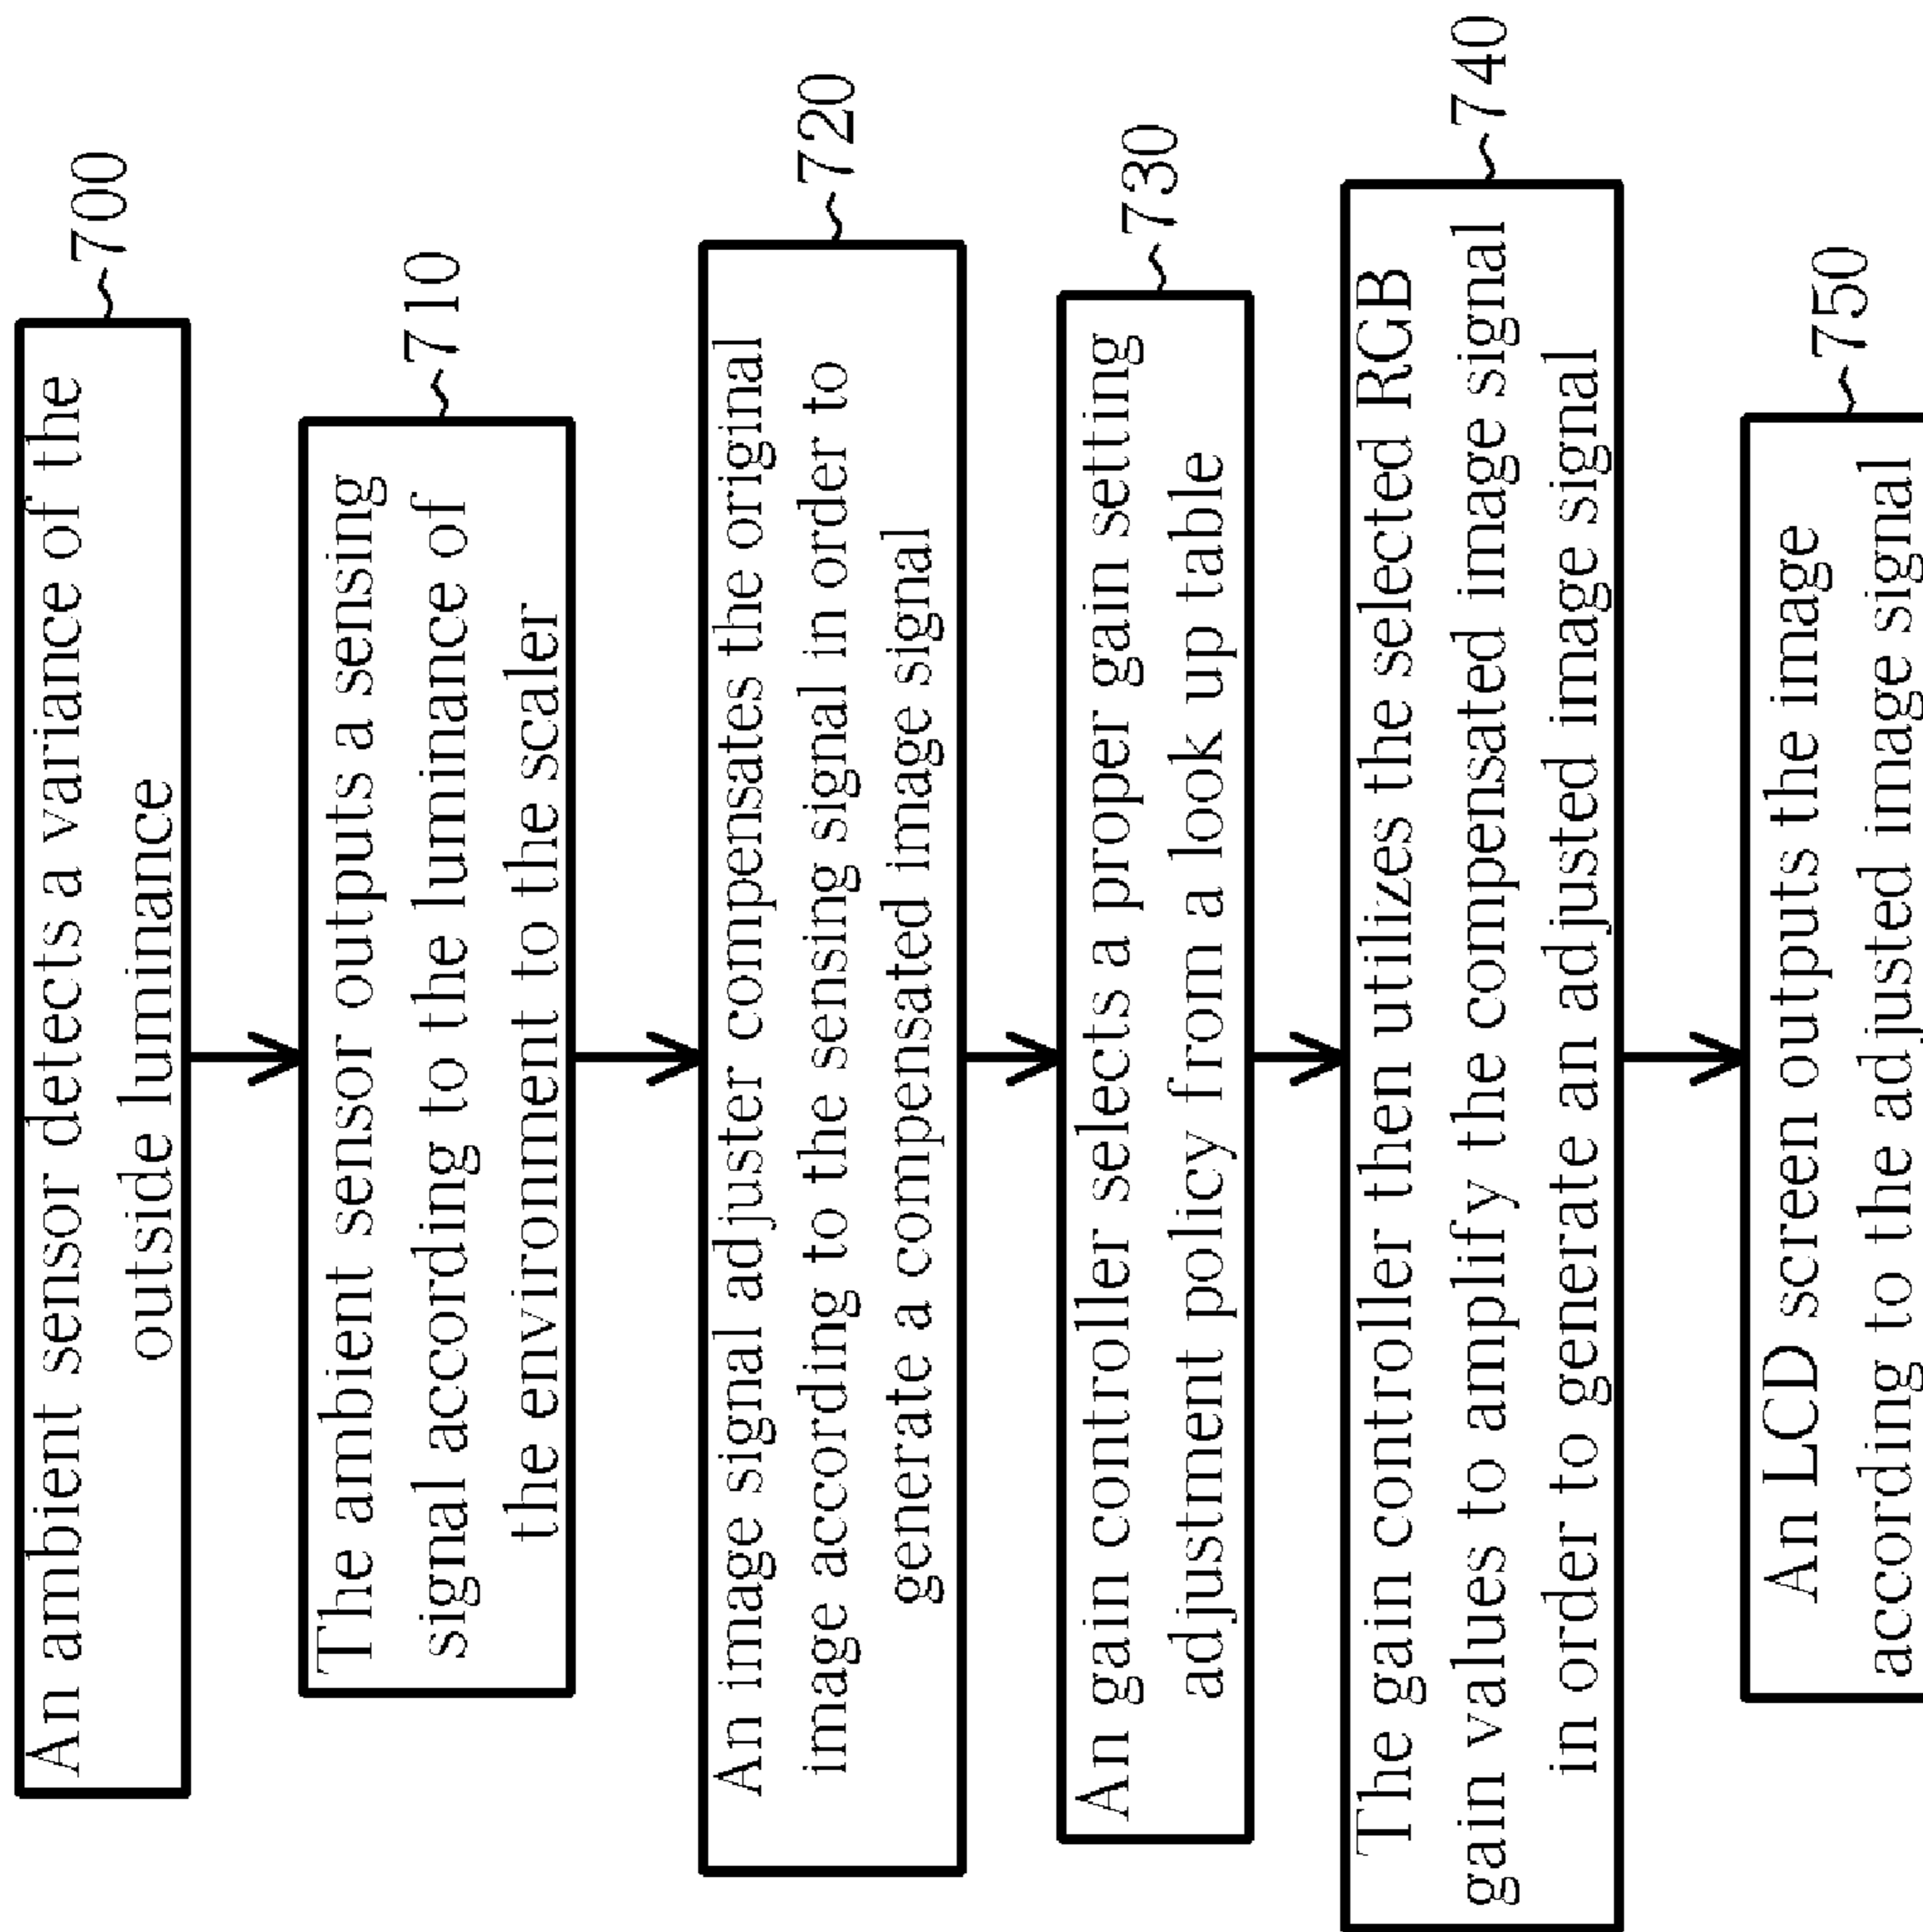 An ambient sensor detects a variance of the
outside luminance
700
The ambient sensor outputs a sensing
signal according to the luminance of
the environment to the scaler
710
An image signal adjuster compensates the original
image according to the sensing signal in order to
generate a compensated image signal
720
An gain controller selects a proper gain setting
adjustment policy from a look up table
730
The gain controller then utilizes the selected RGB
gain values to amplify the compensated image signal
in order to generate an adjusted image signal
740
An LCD screen outputs the image
according to the adjusted image signal
750